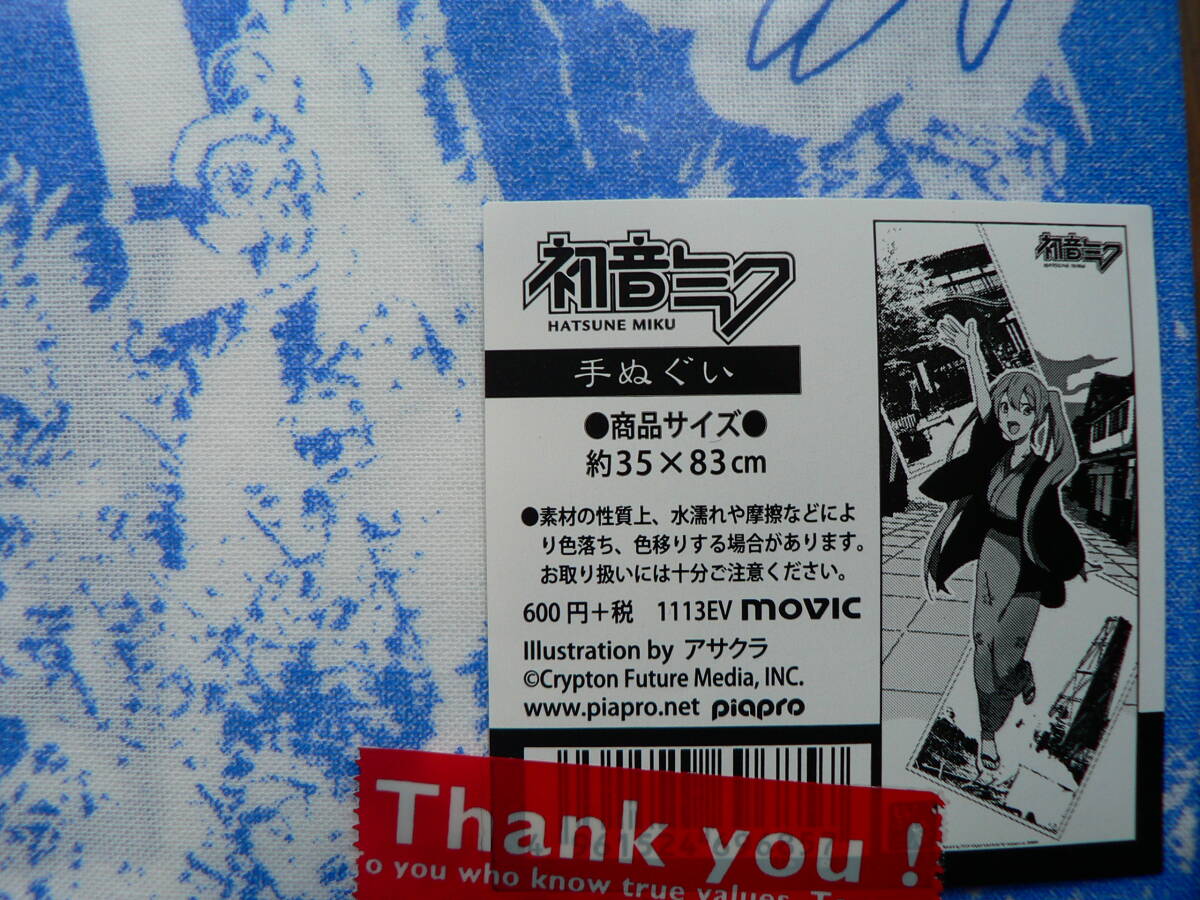 初音ミク
HATSUNE MIKU
手ぬぐい
●商品サイズ●
約35×83cm
●素材の性質上、水濡れや摩擦などによ
り色落ち、色移りする場合があります。
お取り扱いには十分ご注意ください。
600円+税 1113EV movic
Illustration by アサクラ
©Crypton Future Media, INC.
www.piapro.net piapro
初音ミク
HATSUNE MIKU
Thank you !
o you who know true values. T